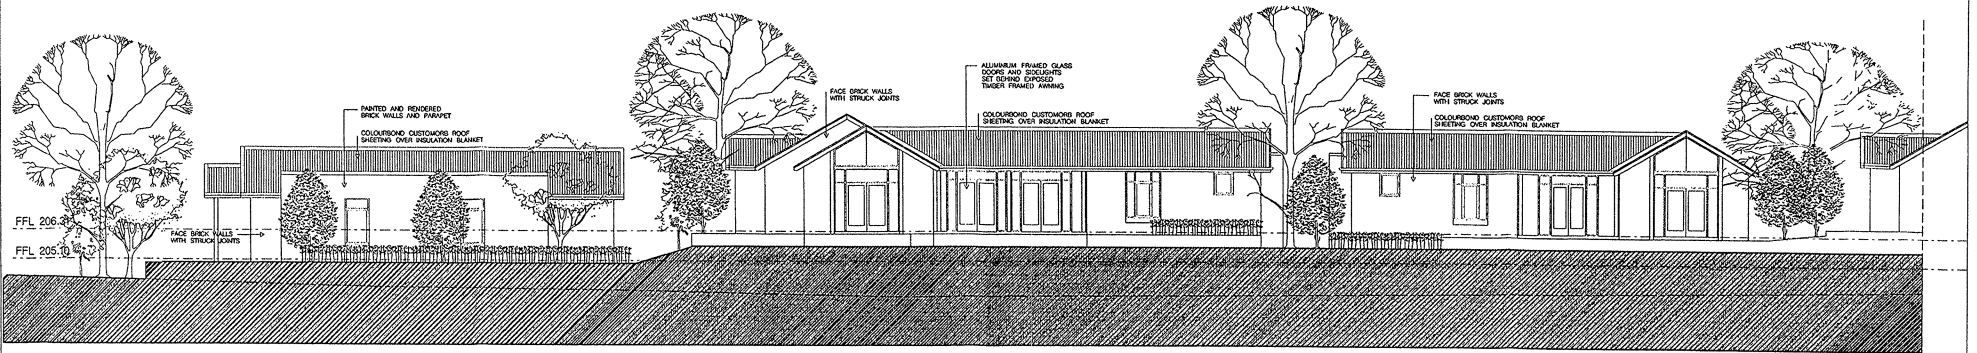 PAINTED AND RENDERED
BRICK WALLS AND PARAPET
COLOURBOND CUSTOMORB ROOF
SHEETING OVER INSULATION BLANKET
FACE BRICK WALLS
WITH STRUCK JOINTS
ALUMINIUM FRAMED GLASS
DOORS AND SIDELIGHTS
SET BEHIND EXPOSED
TIMBER FRAMED AWNING
COLOURBOND CUSTOMORB ROOF
SHEETING OVER INSULATION BLANKET
FACE BRICK WALLS
WITH STRUCK JOINTS
COLOURBOND CUSTOMORB ROOF
SHEETING OVER INSULATION BLANKET
FFL
FACE BRICK WALLS
WITH STRUCK JOINTS
FFL 205.10